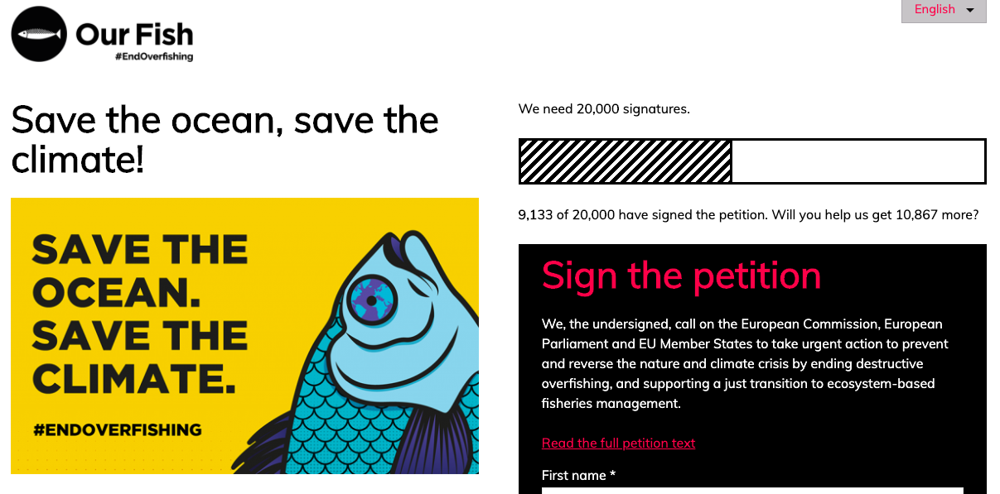 Our Fish
#EndOverfishing
English
Save the ocean, save the
climate!
SAVE THE
OCEAN.
SAVE THE
CLIMATE.
#ENDOVERFISHING
We need 20,000 signatures.
9,133 of 20,000 have signed the petition. Will you help us get 10,867 more?
Sign the petition
We, the undersigned, call on the European Commission, European
Parliament and EU Member States to take urgent action to prevent
and reverse the nature and climate crisis by ending destructive
overfishing, and supporting a just transition to ecosystem-based
fisheries management.
Read the full petition text
First name *